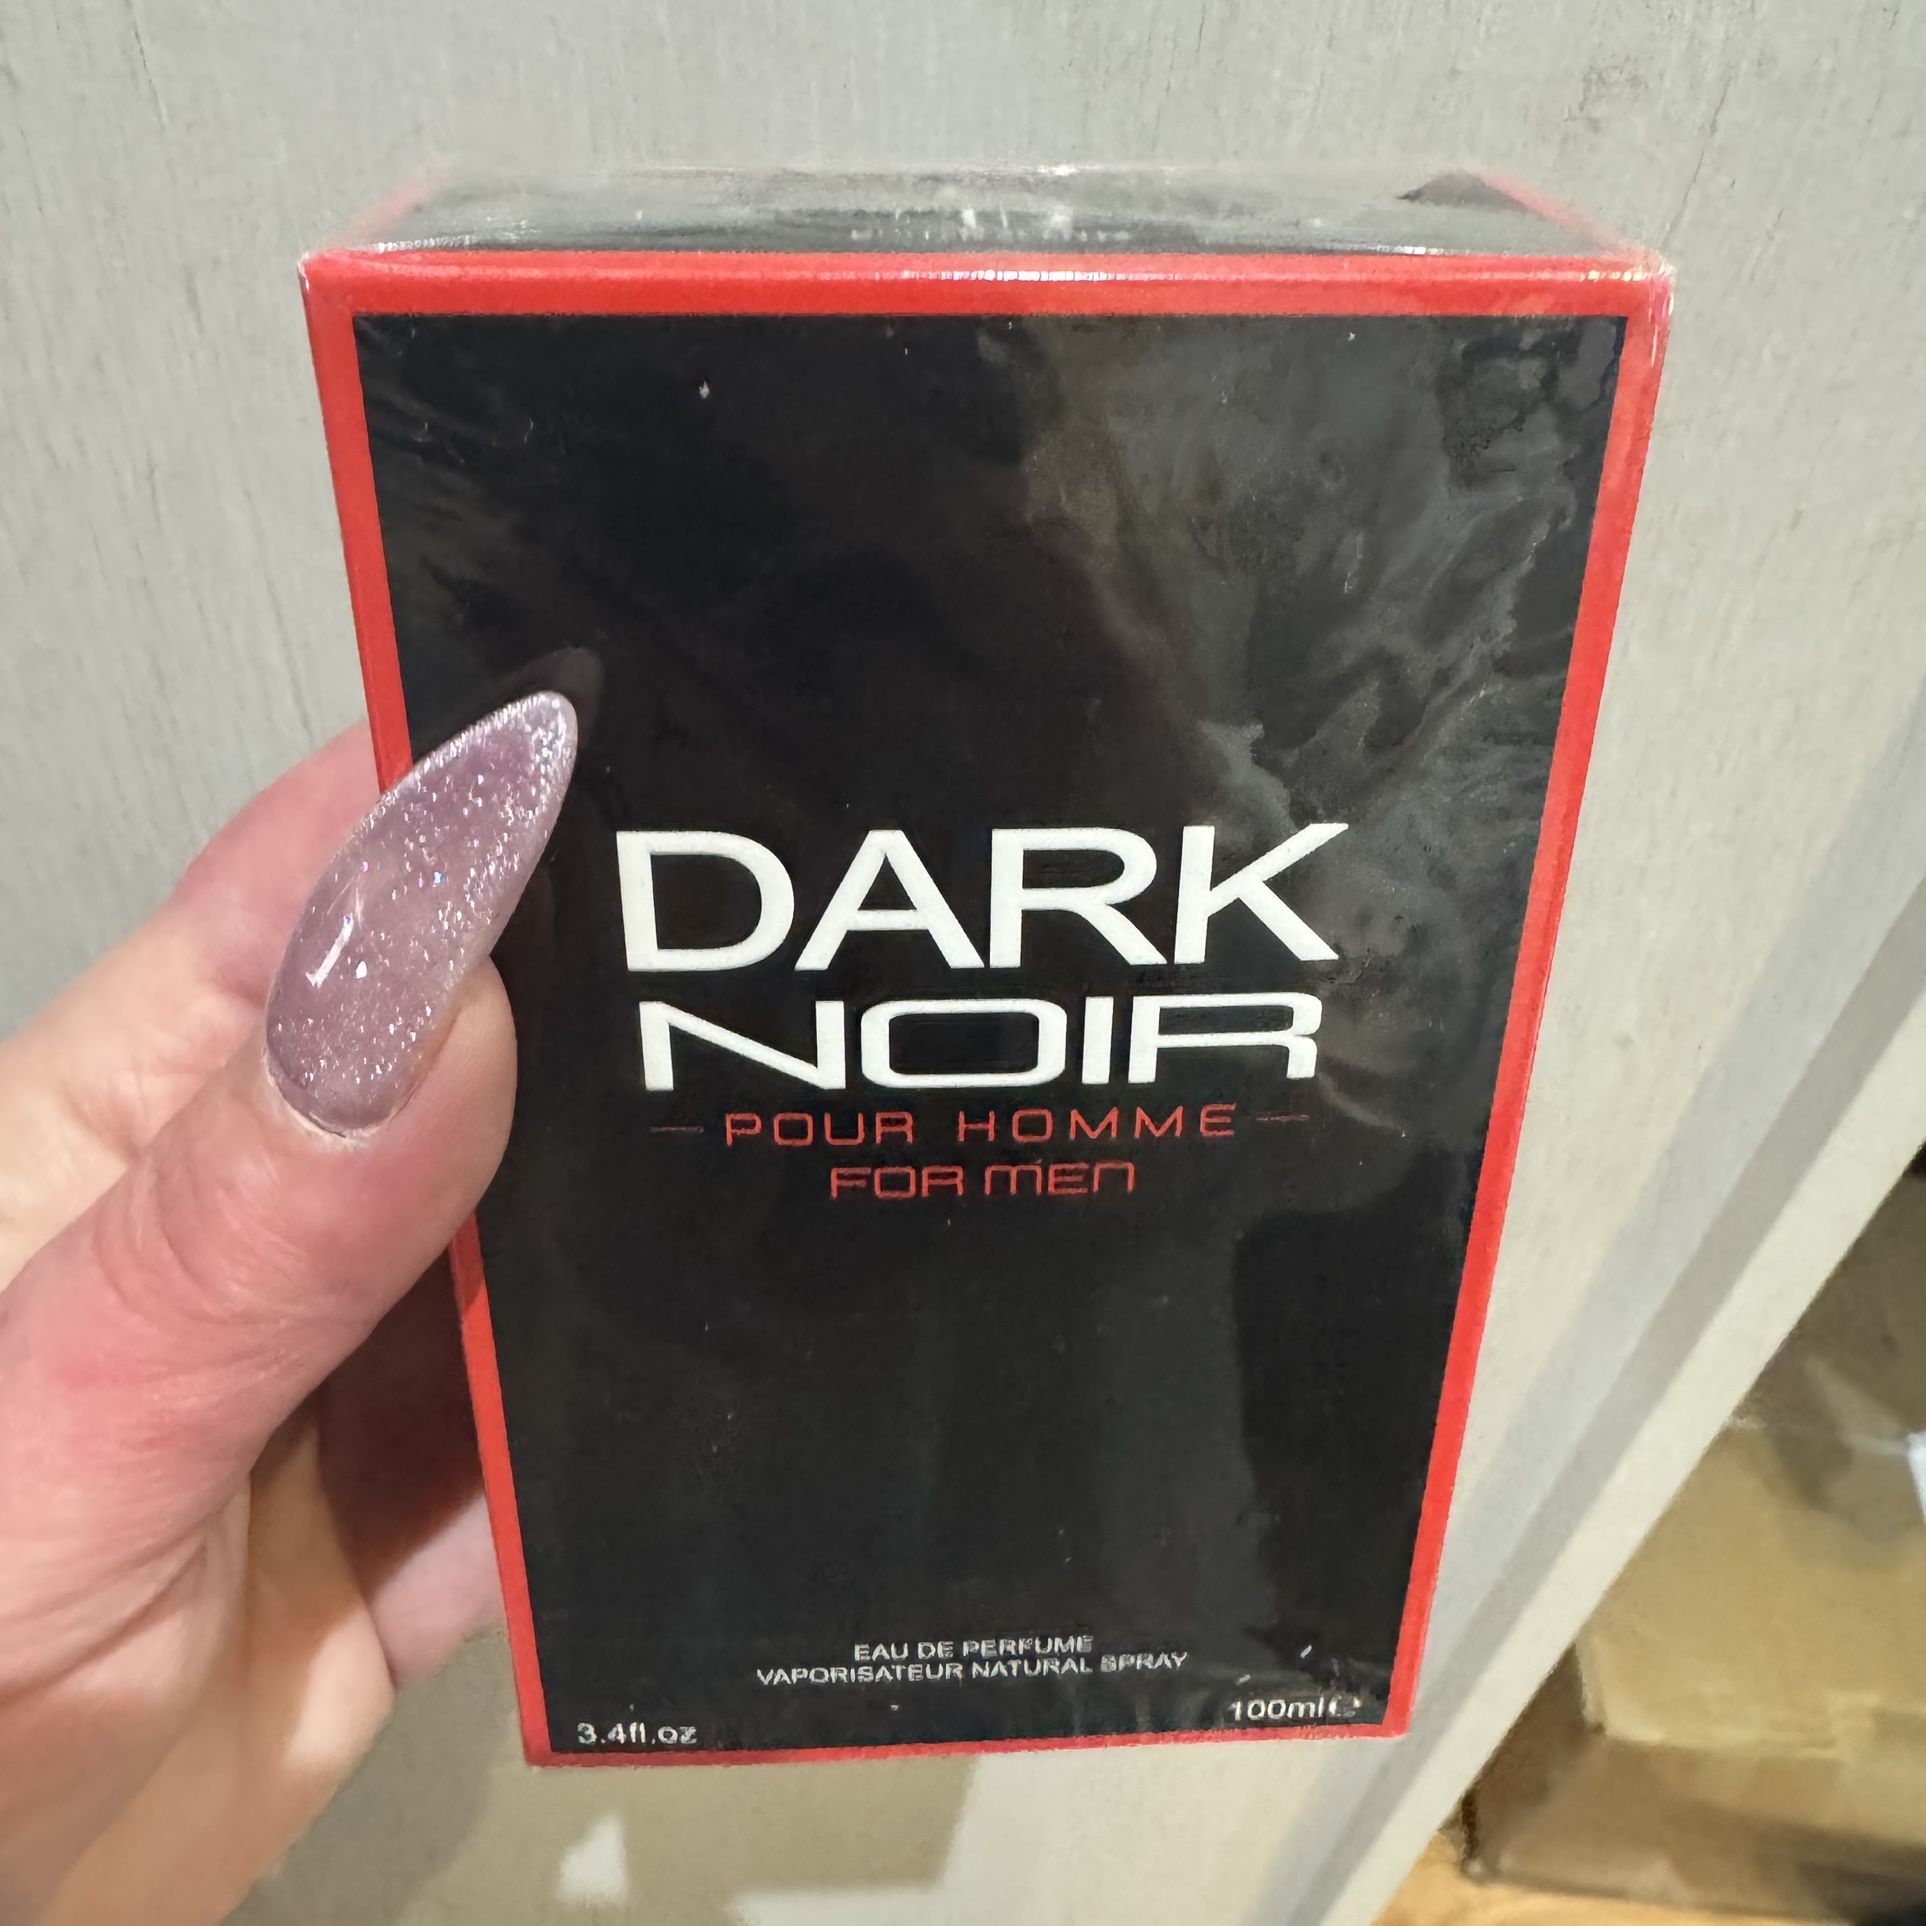 DARK
NOIR
POUR HOMME
FOR MEN
EAU DE PERFUME
VAPORISATEUR NATURAL SPRAY
3.4fl.oz
100ml℮